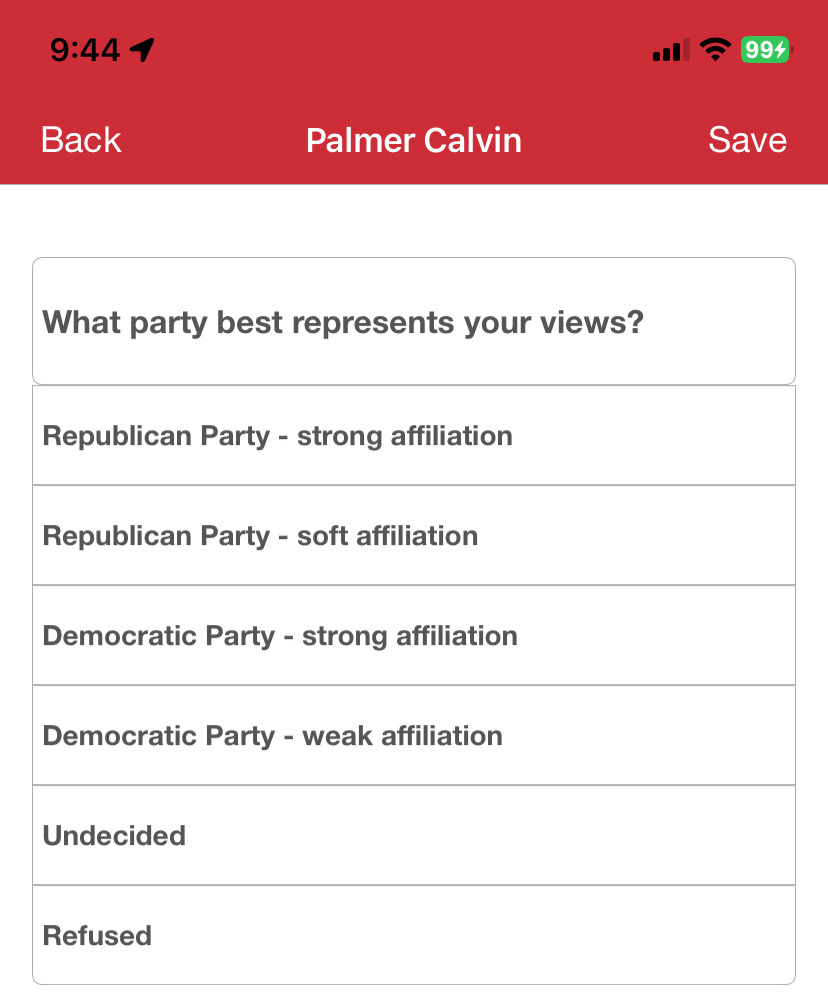 9:44
99
Back
Palmer Calvin
Save
What party best represents your views?
Republican Party - strong affiliation
Republican Party - soft affiliation
Democratic Party - strong affiliation
Democratic Party - weak affiliation
Undecided
Refused